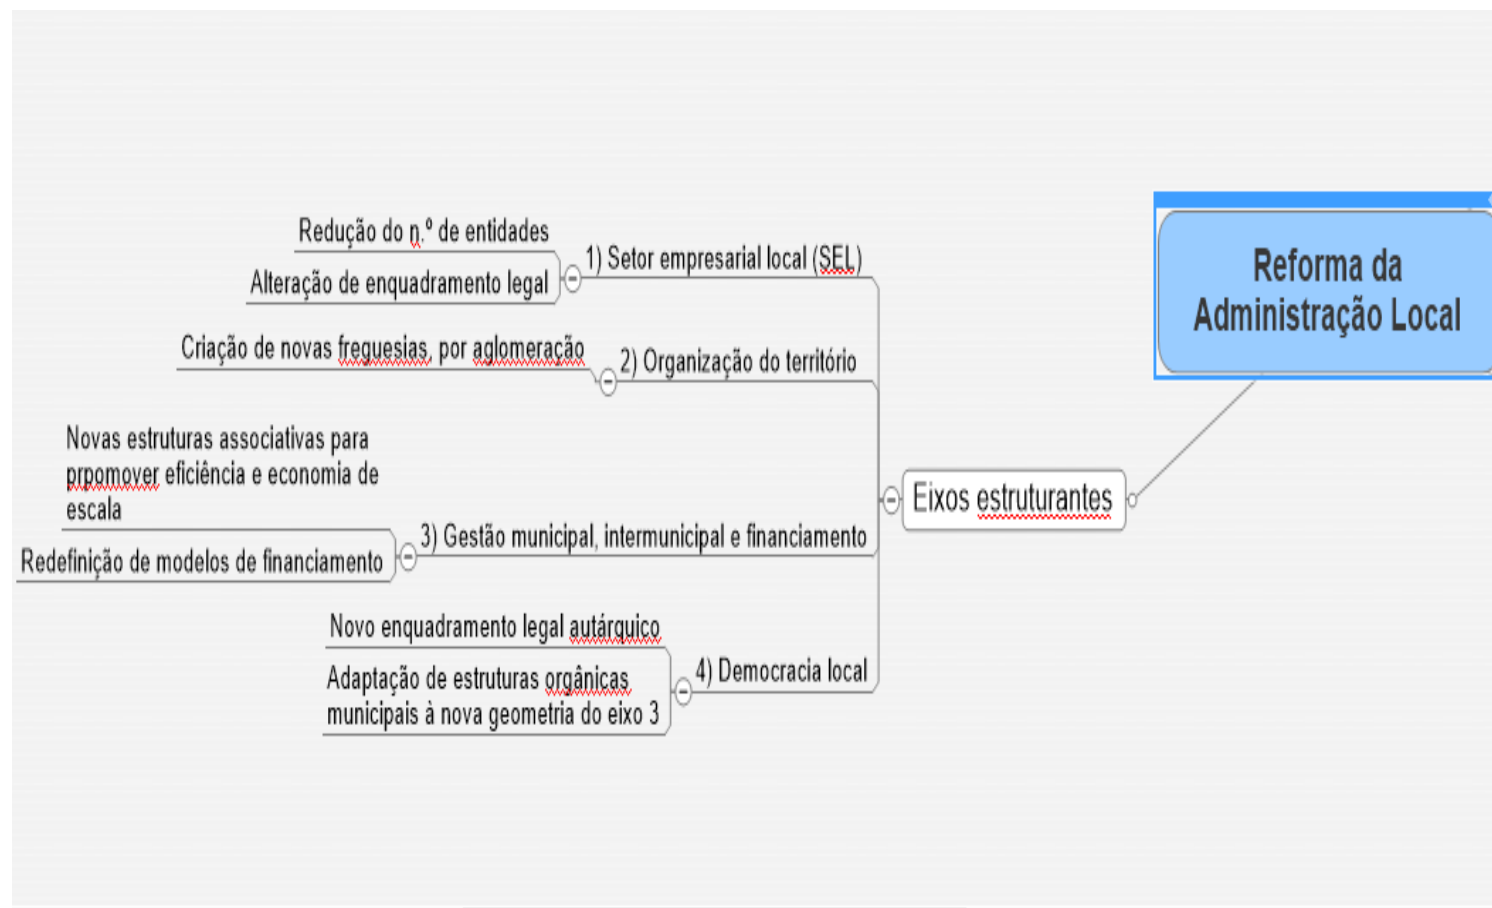 Reforma da
Administração Local
Eixos estruturantes
1) Setor empresarial local (SEL)
Redução do n.º de entidades
Alteração de enquadramento legal
2) Organização do território
Criação de novas freguesias, por aglomeração
3) Gestão municipal, intermunicipal e financiamento
Novas estruturas associativas para
prpomover eficiência e economia de
escala
Redefinição de modelos de financiamento
4) Democracia local
Novo enquadramento legal autárquico
Adaptação de estruturas orgânicas
municipais à nova geometria do eixo 3